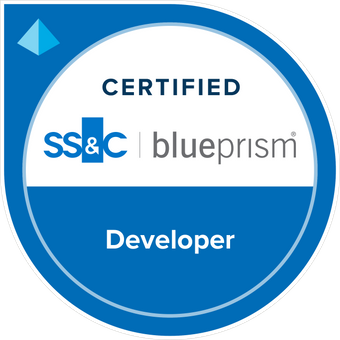 CERTIFIED
SS&C | blueprism®
Developer